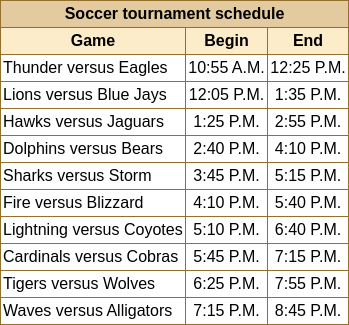 Soccer tournament schedule
Game Begin End
Thunder versus Eagles 10:55 A.M. 12:25 P.M.
Lions versus Blue Jays 12:05 P.M. 1:35 P.M.
Hawks versus Jaguars 1:25 P.M. 2:55 P.M.
Dolphins versus Bears 2:40 P.M. 4:10 P.M.
Sharks versus Storm 3:45 P.M. 5:15 P.M.
Fire versus Blizzard 4:10 P.M. 5:40 P.M.
Lightning versus Coyotes 5:10 P.M. 6:40 P.M.
Cardinals versus Cobras 5:45 P.M. 7:15 P.M.
Tigers versus Wolves 6:25 P.M. 7:55 P.M.
Waves versus Alligators 7:15 P.M. 8:45 P.M.